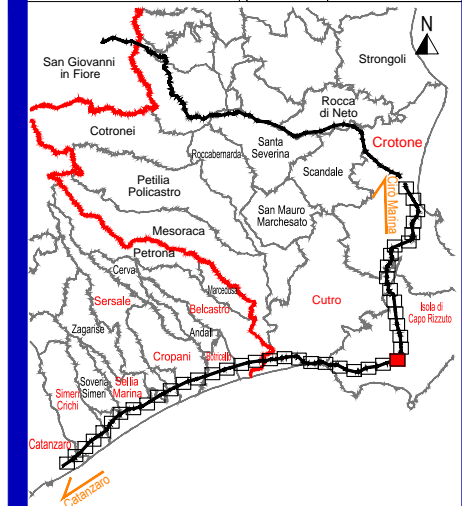 N
Strongoli
San Giovanni
in Fiore
Rocca
di Neto
Cotronei
Crotone
Santa
Severina
Roccabernarda
Scandale
Petilia
Policastro
Cirò Marina
San Mauro
Marchesato
Mesoraca
Petrona
Cerva
Marcedusa
Sersale
Cutro
Isola di
Capo Rizzuto
Belcastro
Zagarise
Andali
Cropani
Botricello
Soveria
Simeri
Sellia
Marina
Simeri
Crichi
Catanzaro
Catanzaro